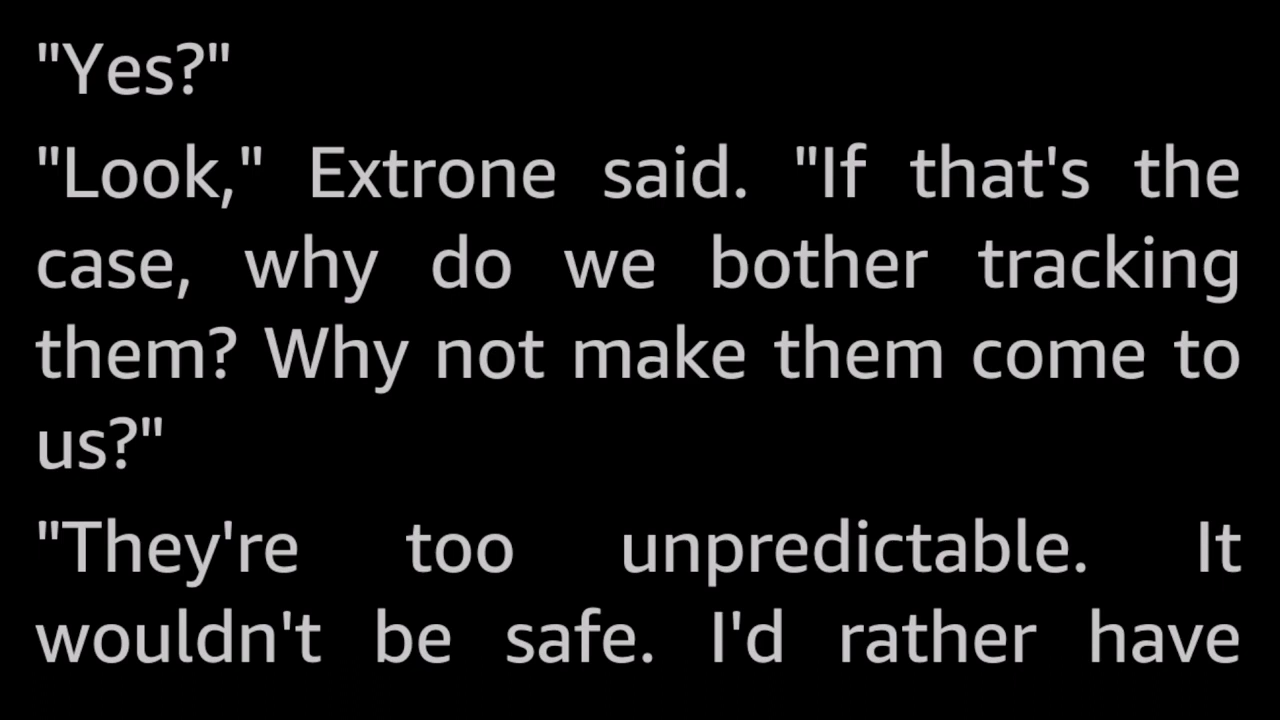 "Yes?"
"Look," Extrone said. "If that's the
case, why do we bother tracking
them? Why not make them come to
us?"
"They're too unpredictable. It
wouldn't be safe. I'd rather have